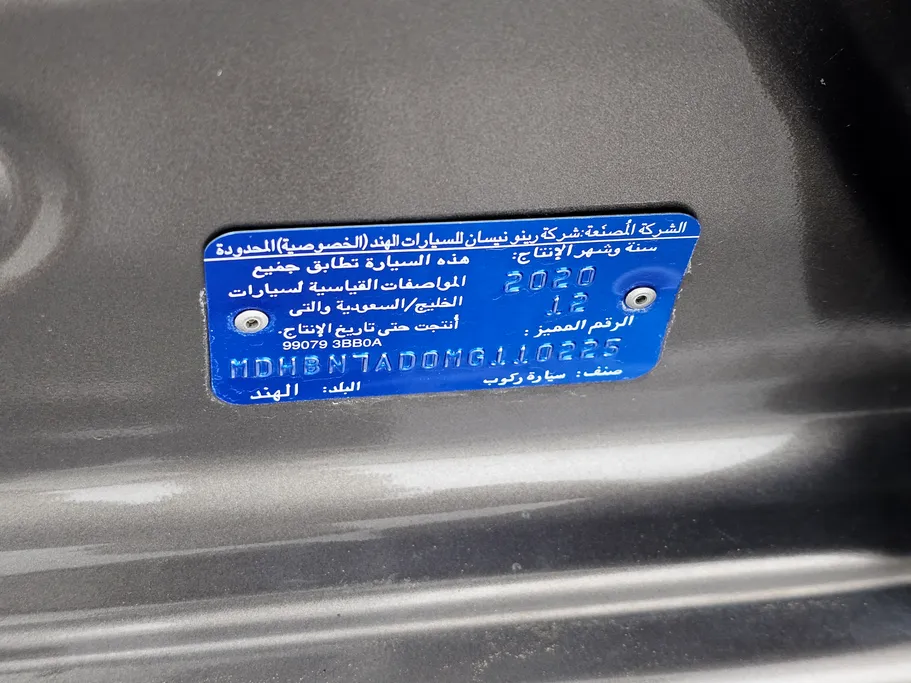 الشركة المصنعة: شركة رينو نيسان للسيارات الهند (الخصوصية) المحدودة
سنة وشهر الإنتاج:
2020
12
هذه السيارة تطابق جميع
المواصفات القياسية لسيارات
الخليج/السعودية والتى
أنتجت حتى تاريخ الإنتاج.
99079 3BB0A
الرقم المميز :
MDHBN7AD0MG110225
صنف: سيارة ركوب
البلد: الهند